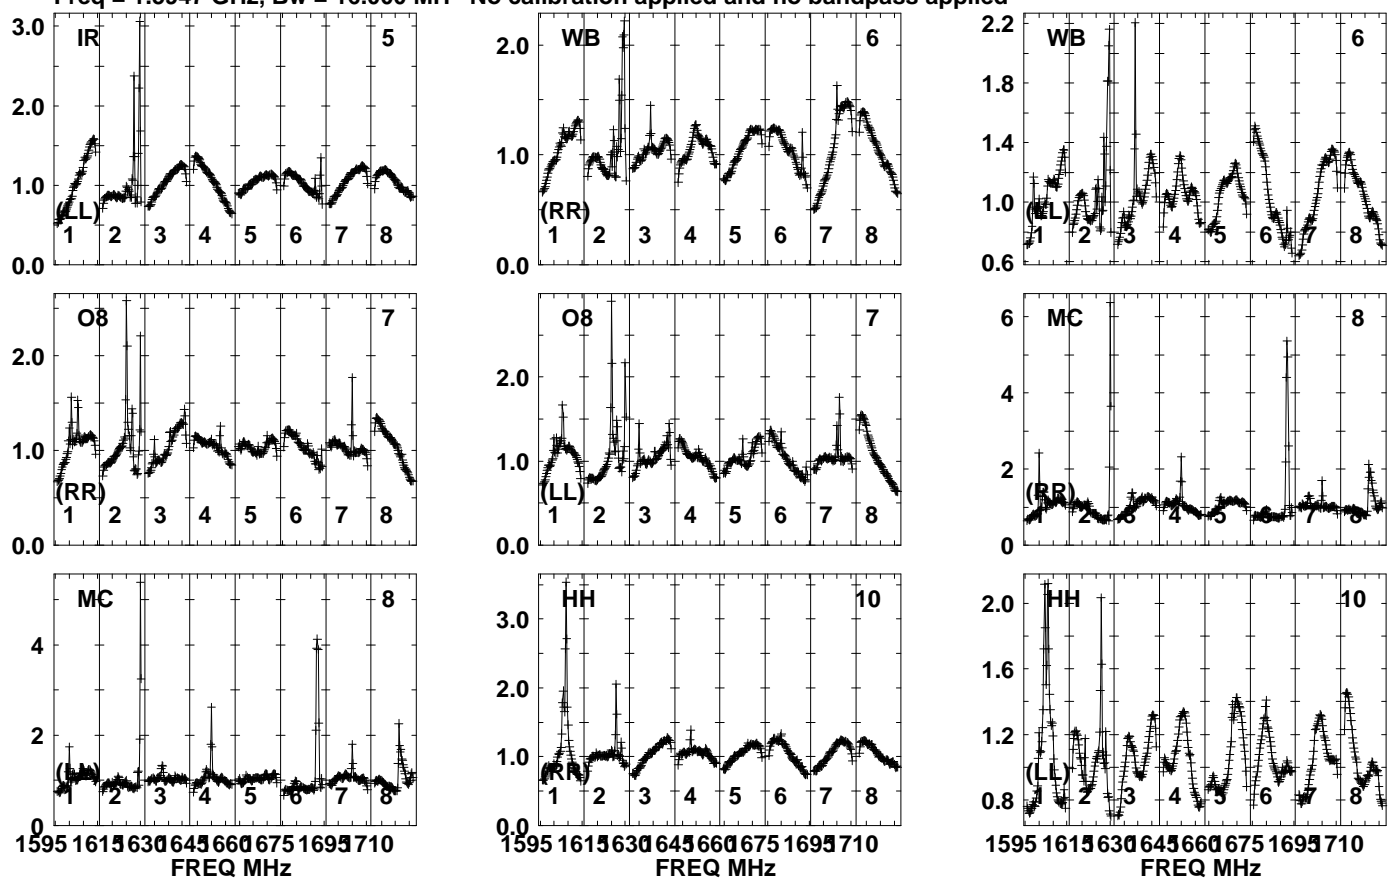 Freq = 1.5947 GHz, Bw = 16.000 MH No calibration applied and no bandpass applied
IR 5
3.0
2.0
1.0
0.0
(LL)
1 2 3 4 5 6 7 8
WB 6
2.0
1.0
0.0
(RR)
1 2 3 4 5 6 7 8
WB 6
2.2
1.8
1.4
1.0
0.6
(LL)
1 2 3 4 5 6 7 8
O8 7
2.0
1.0
0.0
(RR)
1 2 3 4 5 6 7 8
O8 7
2.0
1.0
0.0
(LL)
1 2 3 4 5 6 7 8
MC 8
6
4
2
0
(RR)
1 2 3 4 5 6 7 8
MC 8
4
2
0
(LL)
1 2 3 4 5 6 7 8
1595 1615 1630 1645 1660 1675 1695 1710
FREQ MHz
HH 10
3.0
2.0
1.0
0.0
(RR)
1 2 3 4 5 6 7 8
1595 1615 1630 1645 1660 1675 1695 1710
FREQ MHz
HH 10
2.0
1.6
1.2
0.8
(LL)
1 2 3 4 5 6 7 8
1595 1615 1630 1645 1660 1675 1695 1710
FREQ MHz